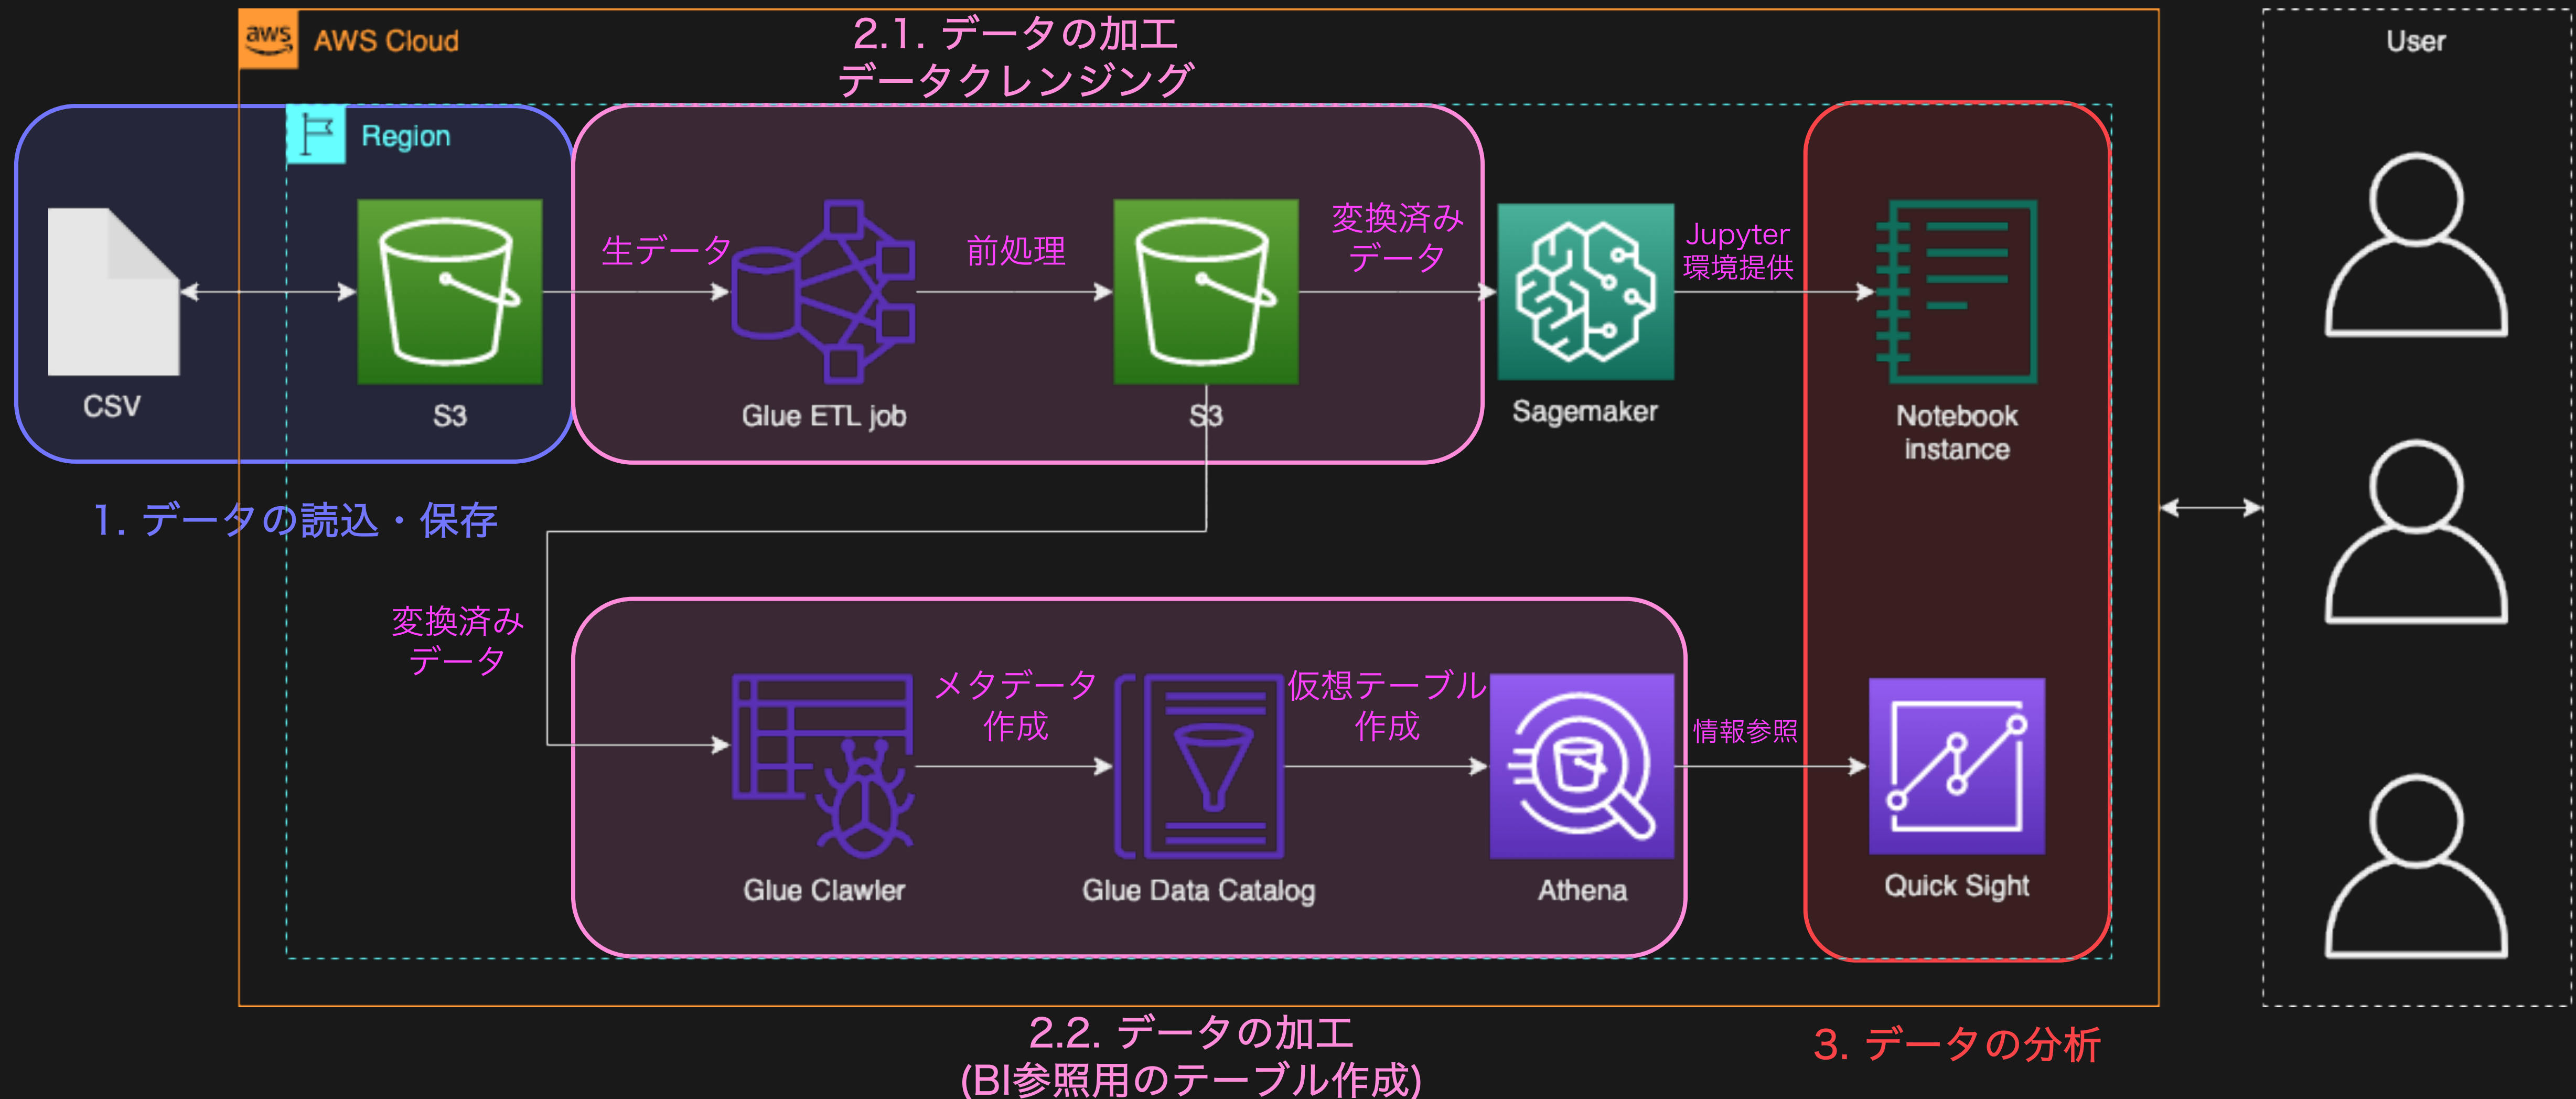 aws
AWS Cloud
2.1. データの加工
データクレンジング
User
Region
生データ
前処理
変換済み
データ
Jupyter
環境提供
CSV
S3
Glue ETL job
S3
Sagemaker
Notebook
instance
1. データの読込・保存
変換済み
データ
メタデータ
作成
仮想テーブル
作成
情報参照
Glue Clawler
Glue Data Catalog
Athena
Quick Sight
2.2. データの加工
(BI参照用のテーブル作成)
3. データの分析